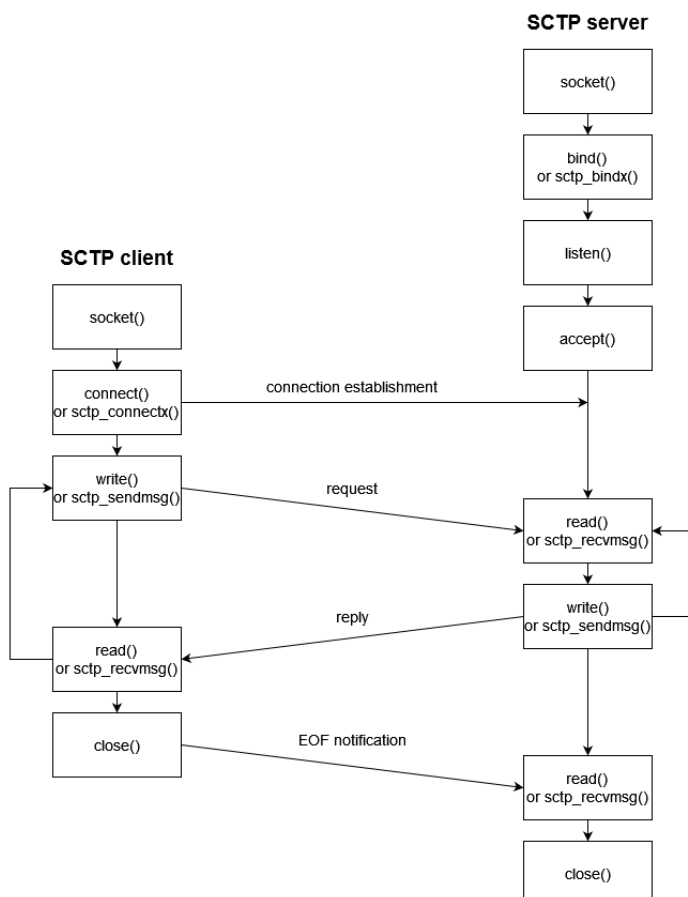 SCTP server
socket()
bind()
or sctp_bindx()
listen()
SCTP client
socket()
accept()
connect()
or sctp_connectx()
connection establishment
write()
or sctp_sendmsg()
request
read()
or sctp_recvmsg()
write()
or sctp_sendmsg()
reply
read()
or sctp_recvmsg()
close()
EOF notification
read()
or sctp_recvmsg()
close()